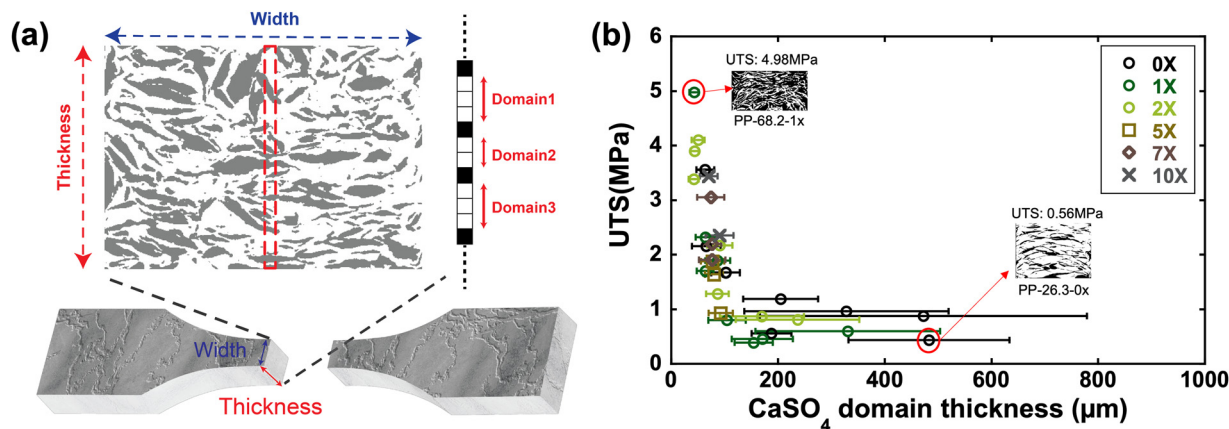 (a)
Width
Thickness
Domain1
Domain2
Domain3
Width
Thickness
(b)
UTS(MPa)
6
5
4
3
2
1
0
UTS: 4.98MPa
PP-68.2-1x
0X
1X
2X
5X
7X
10X
UTS: 0.56MPa
PP-26.3-0x
0
200
400
600
800
1000
CaSO₄ domain thickness (μm)